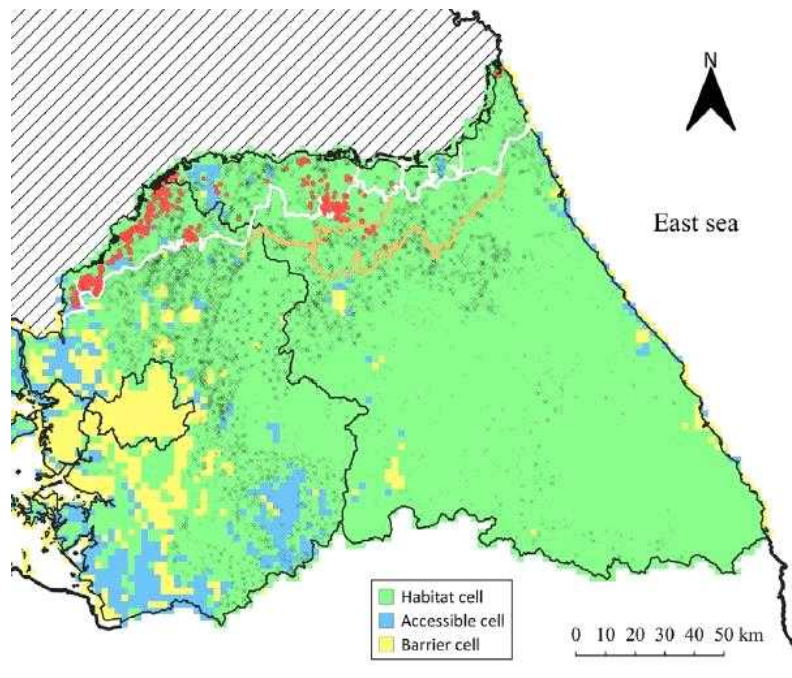 N
East sea
Habitat cell
Accessible cell
Barrier cell
0 10 20 30 40 50 km